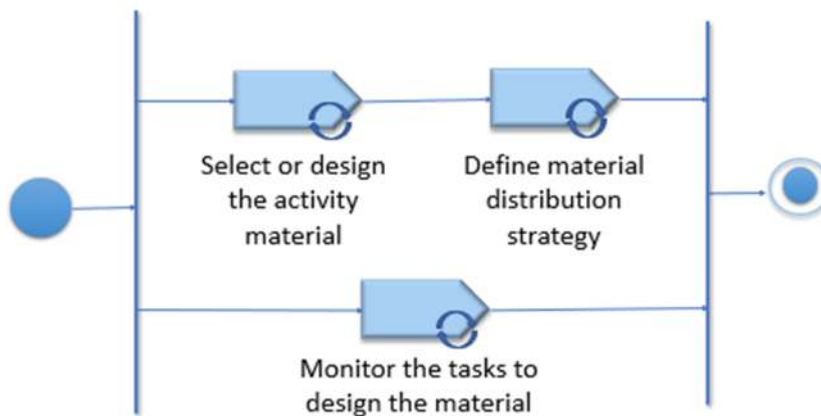 Select or design
the activity
material
Define material
distribution
strategy
Monitor the tasks to
design the material